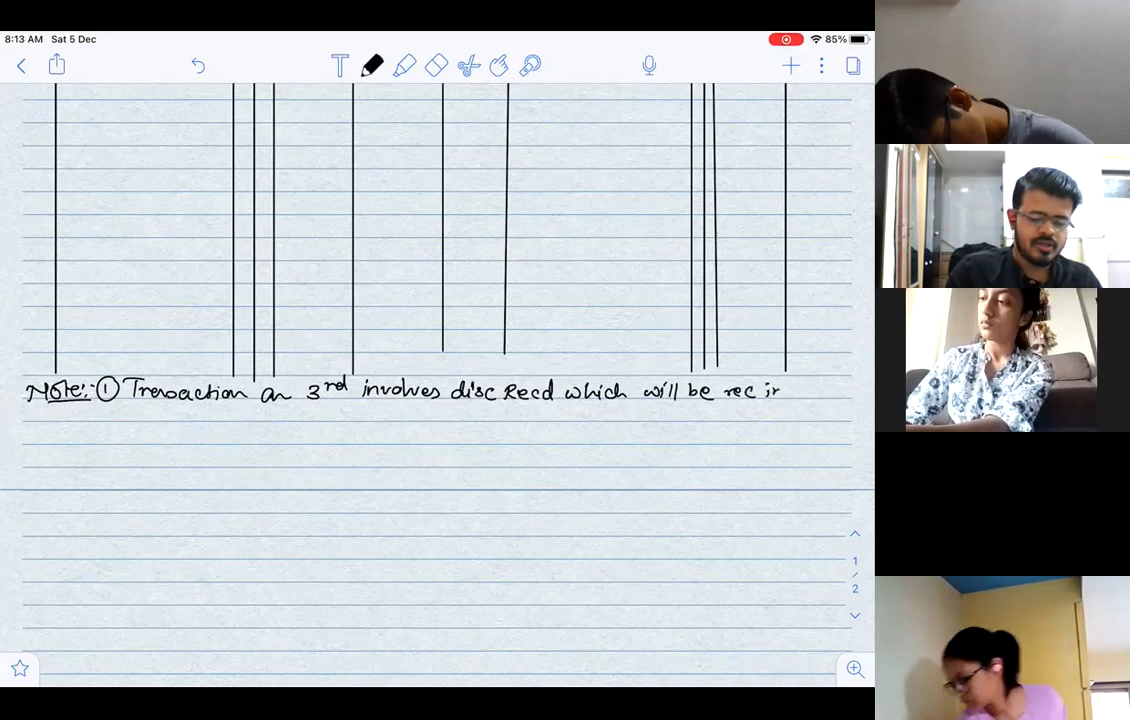 8:13 AM Sat 5 Dec
85%
T
Note:- ① Transaction on 3rd involves disc Recd which will be rec in
1
/
2